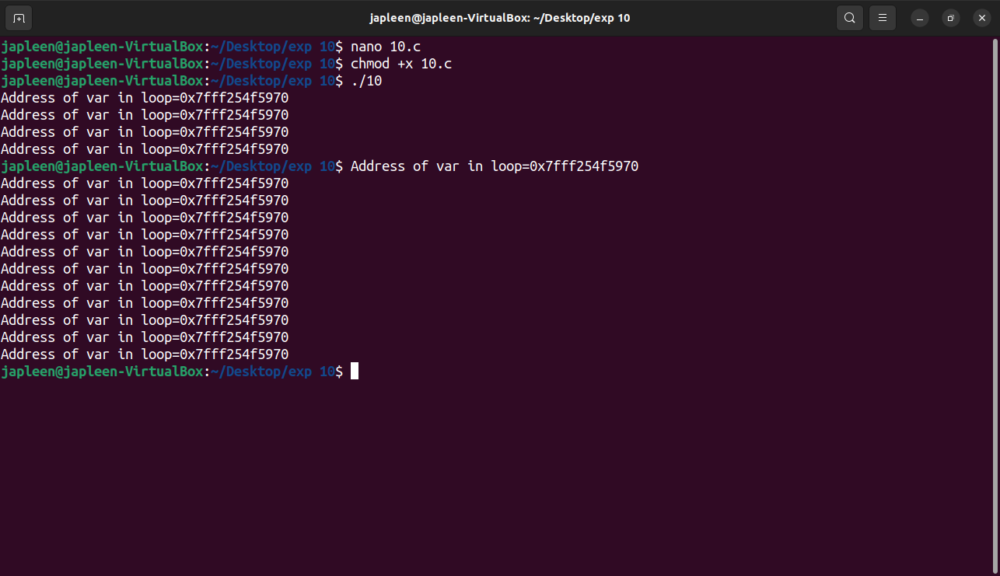 japleen@japleen-VirtualBox: ~/Desktop/exp 10
japleen@japleen-VirtualBox:~/Desktop/exp 10$ nano 10.c
japleen@japleen-VirtualBox:~/Desktop/exp 10$ chmod +x 10.c
japleen@japleen-VirtualBox:~/Desktop/exp 10$ ./10
Address of var in loop=0x7fff254f5970
Address of var in loop=0x7fff254f5970
Address of var in loop=0x7fff254f5970
Address of var in loop=0x7fff254f5970
japleen@japleen-VirtualBox:~/Desktop/exp 10$ Address of var in loop=0x7fff254f5970
Address of var in loop=0x7fff254f5970
Address of var in loop=0x7fff254f5970
Address of var in loop=0x7fff254f5970
Address of var in loop=0x7fff254f5970
Address of var in loop=0x7fff254f5970
Address of var in loop=0x7fff254f5970
Address of var in loop=0x7fff254f5970
Address of var in loop=0x7fff254f5970
Address of var in loop=0x7fff254f5970
Address of var in loop=0x7fff254f5970
Address of var in loop=0x7fff254f5970
japleen@japleen-VirtualBox:~/Desktop/exp 10$